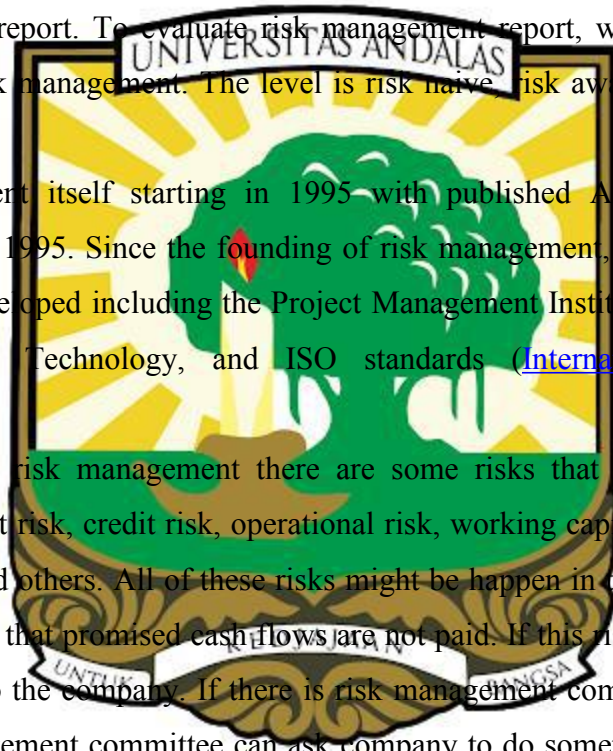 report. To evaluate risk management report, w
UNIVERSITAS ANDALAS
k management. The level is risk naive, risk awa
ent itself starting in 1995 with published A
1995. Since the founding of risk management,
eloped including the Project Management Instit
Technology, and ISO standards (Interna
risk management there are some risks that
t risk, credit risk, operational risk, working cap
d others. All of these risks might be happen in
that promised cash flows are not paid. If this
UNTUK KEDJAJAAN BANGSA
o the company. If there is risk management com
ement committee can ask company to do some